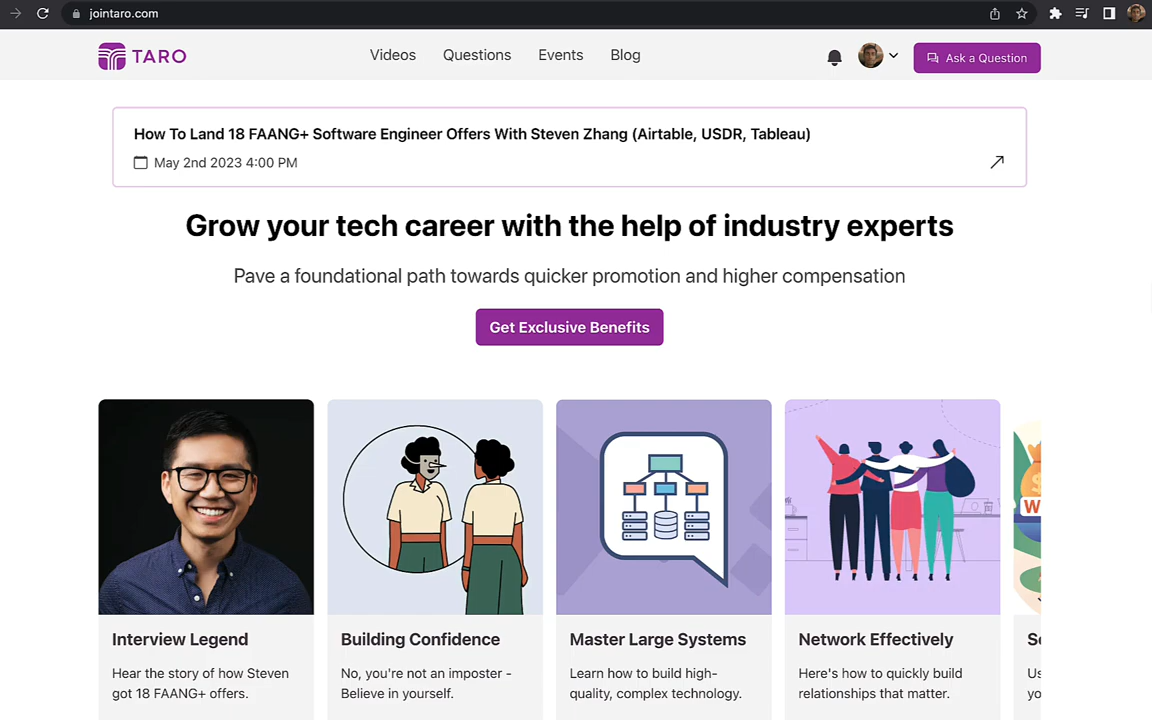 jointaro.com
TARO
Videos
Questions
Events
Blog
Ask a Question
How To Land 18 FAANG+ Software Engineer Offers With Steven Zhang (Airtable, USDR, Tableau)
May 2nd 2023 4:00 PM
Grow your tech career with the help of industry experts
Pave a foundational path towards quicker promotion and higher compensation
Get Exclusive Benefits
Interview Legend
Hear the story of how Steven
got 18 FAANG+ offers.
Building Confidence
No, you're not an imposter -
Believe in yourself.
Master Large Systems
Learn how to build high-
quality, complex technology.
Network Effectively
Here's how to quickly build
relationships that matter.